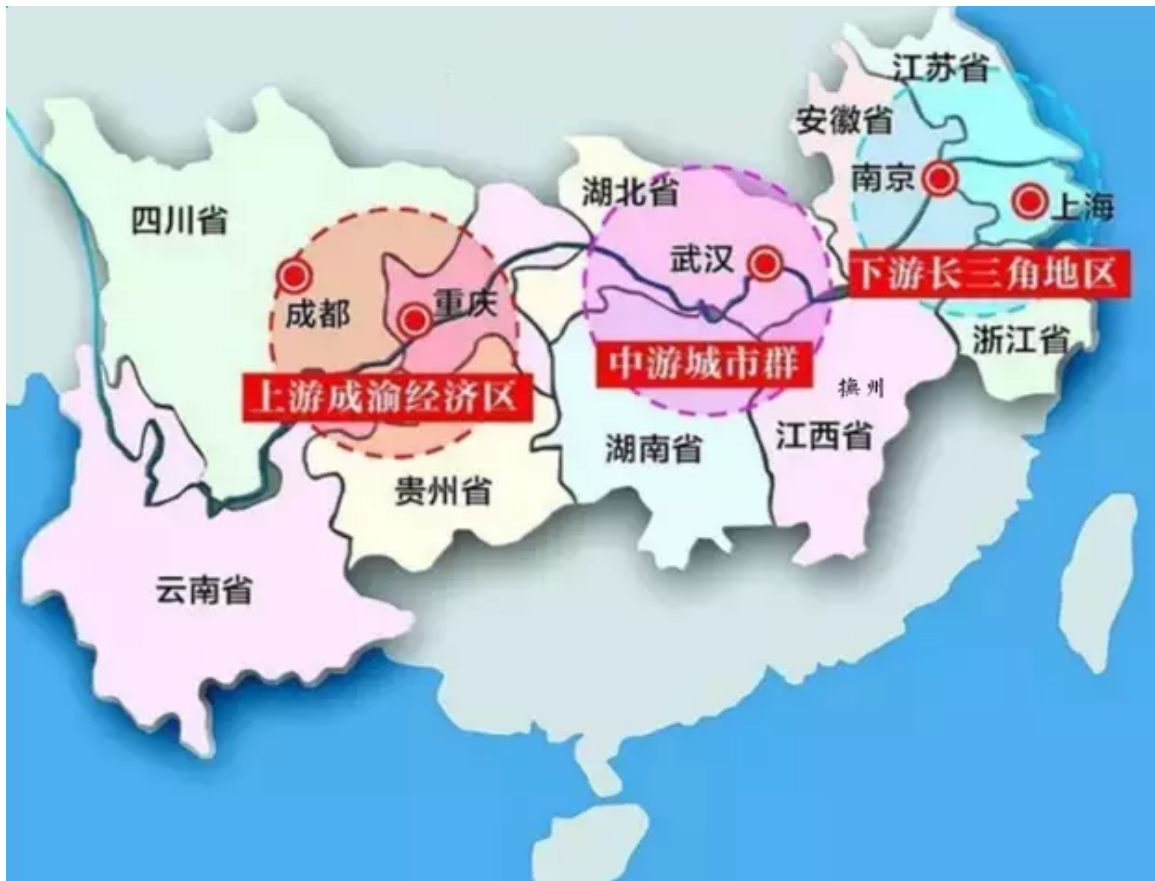 江苏省
安徽省
南京
上海
湖北省
四川省
武汉
下游长三角地区
成都
重庆
浙江省
中游城市群
上游成渝经济区
撫州
江西省
湖南省
贵州省
云南省